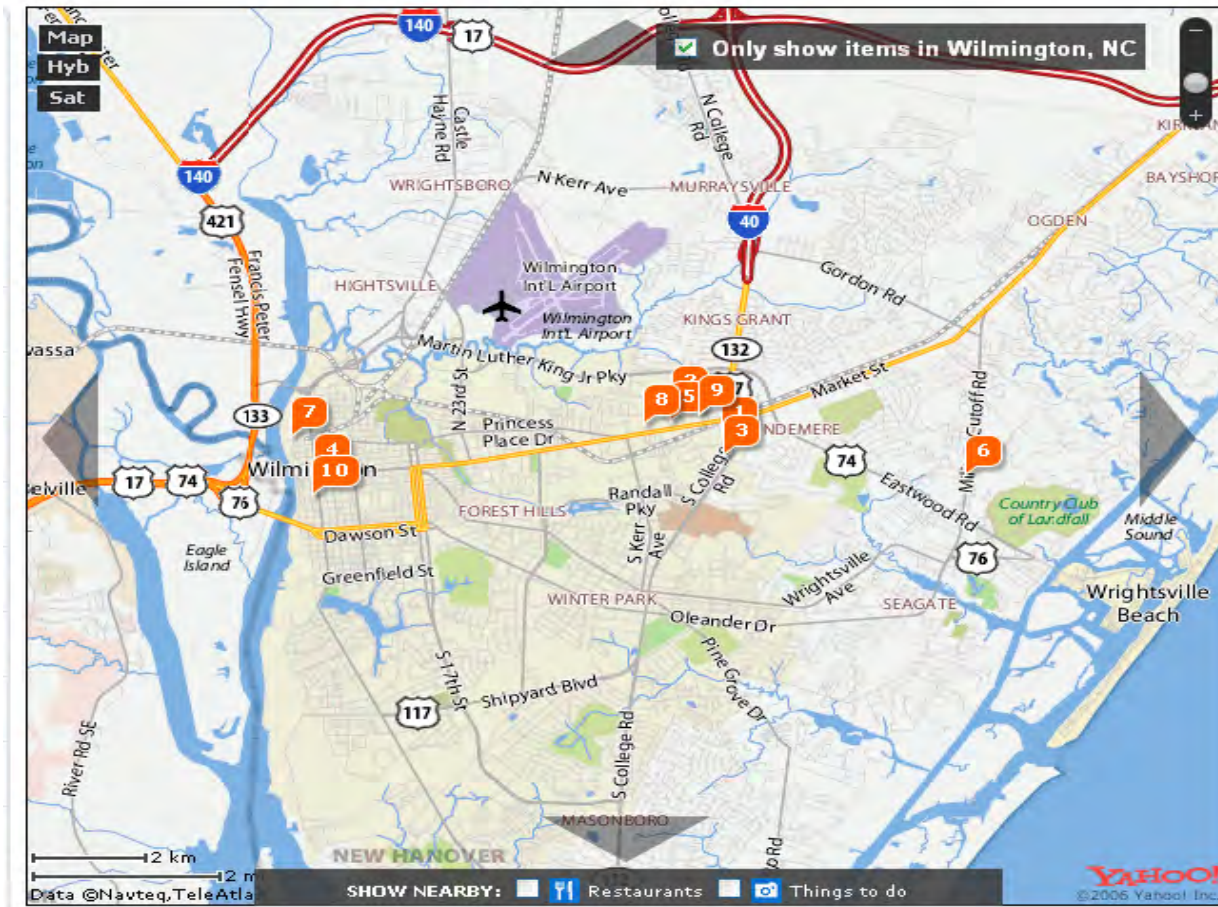 Map
Hyb
Sat
140
17
Only show items in Wilmington, NC
−
+
Castle
Hayne Rd
N College
Rd
140
WRIGHTSBORO
N Kerr Ave
MURRAYSVILLE
BAYSHOR
421
40
OGDEN
Francis Peter
Fensel Hwy
HIGHTSVILLE
Wilmington
Int'L Airport
Wilmington
Int'L Airport
Gordon Rd
KINGS GRANT
132
Martin Luther King Jr Pky
Market St
N 23rd St
Princess
Place Dr
133
7
4
10
8
5
9
1
3
6
NDEMERE
Cutoff Rd
Wilmington
17
74
76
elville
74
Eastwood Rd
S College
Rd
Randall
Pky
FOREST HILLS
S Kerr
Ave
Country Club
of Landfall
Middle
Sound
Dawson St
Eagle
Island
Greenfield St
76
Wrightsville
Ave
Wrightsville
Beach
WINTER PARK
SEAGATE
Oleander Dr
Pine Grove Dr
S 17th St
Shipyard Blvd
117
S College Rd
River Rd SE
MASONBORO
NEW HANOVER
2 km
2 m
Data @Navteq,TeleAtla
SHOW NEARBY:
Restaurants
Things to do
YAHOO!
©2006 Yahoo! Inc